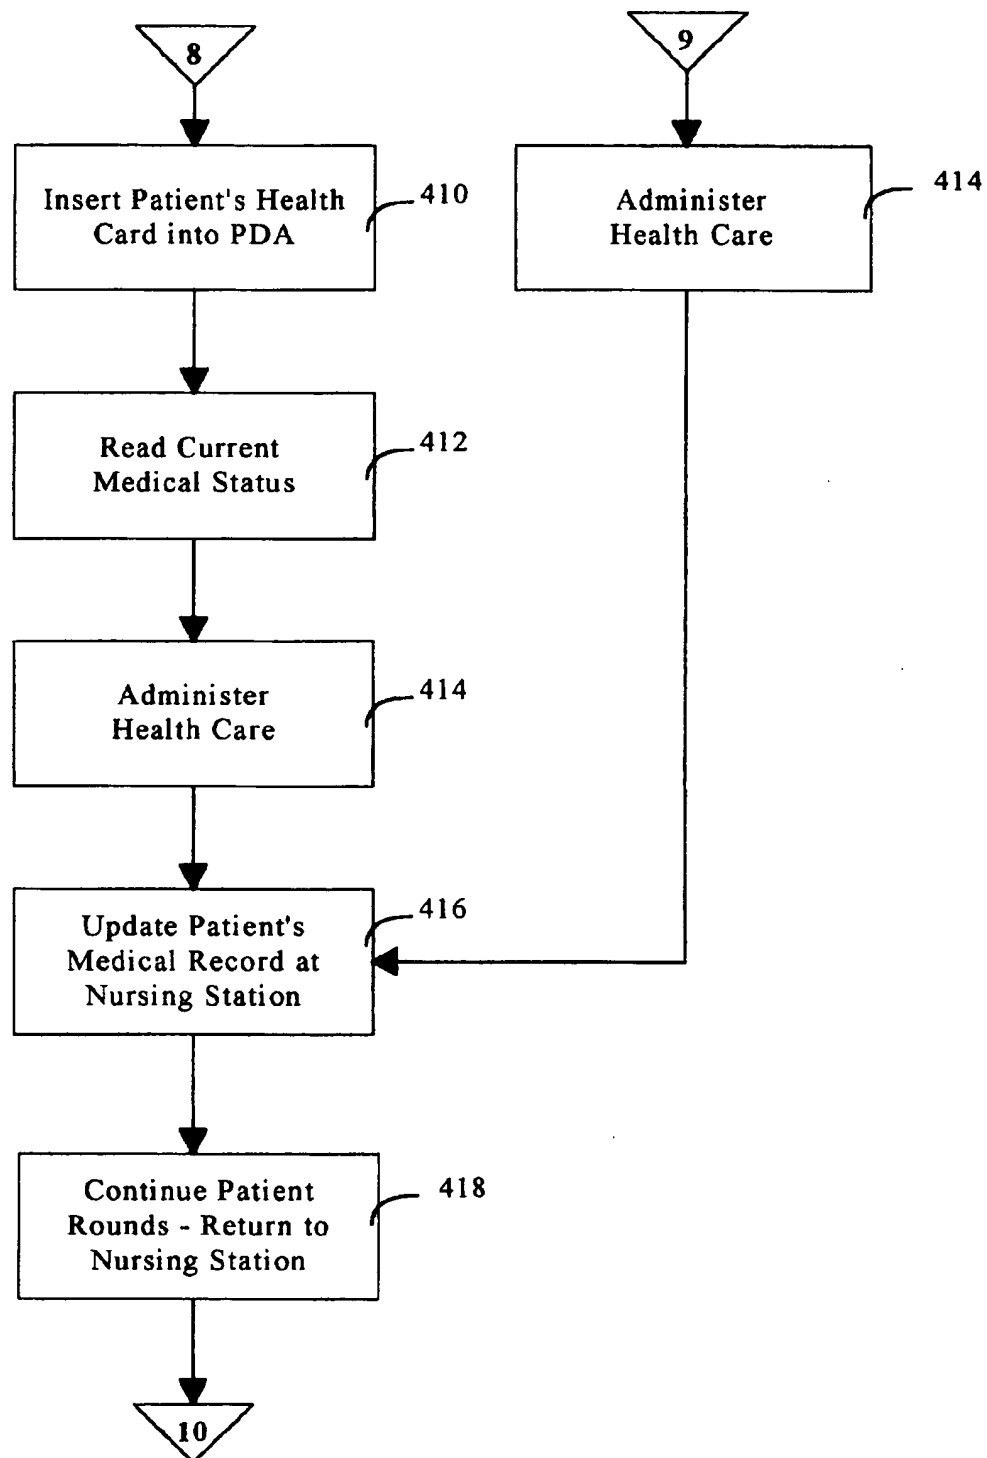 8
9
Insert Patient's Health
Card into PDA
410
Administer
Health Care
414
Read Current
Medical Status
412
Administer
Health Care
414
Update Patient's
Medical Record at
Nursing Station
416
Continue Patient
Rounds - Return to
Nursing Station
418
10